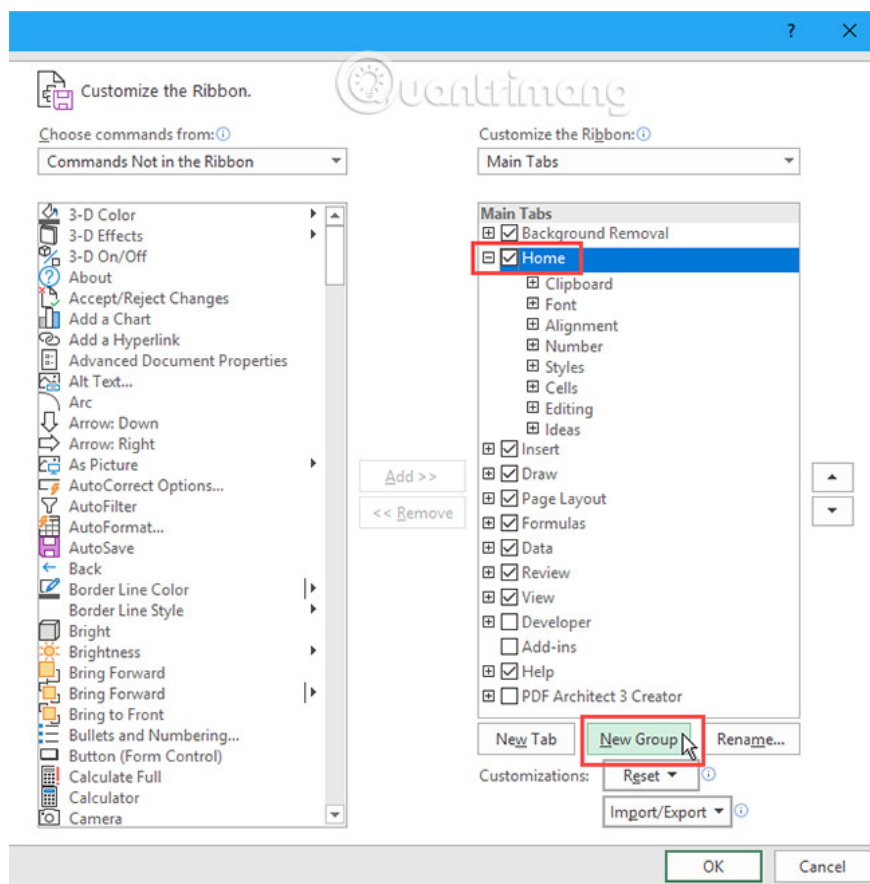 ?
Quantrimang
Customize the Ribbon.
Choose commands from:
Commands Not in the Ribbon
3-D Color
3-D Effects
3-D On/Off
About
Accept/Reject Changes
Add a Chart
Add a Hyperlink
Advanced Document Properties
Alt Text...
Arc
Arrow: Down
Arrow: Right
As Picture
AutoCorrect Options...
AutoFilter
AutoFormat...
AutoSave
Back
Border Line Color
Border Line Style
Bright
Brightness
Bring Forward
Bring Forward
Bring to Front
Bullets and Numbering...
Button (Form Control)
Calculate Full
Calculator
Camera
Add >>
<< Remove
Customize the Ribbon:
Main Tabs
Main Tabs
Background Removal
Home
Clipboard
Font
Alignment
Number
Styles
Cells
Editing
Ideas
Insert
Draw
Page Layout
Formulas
Data
Review
View
Developer
Add-ins
Help
PDF Architect 3 Creator
New Tab
New Group
Rename...
Customizations:
Reset
Import/Export
OK
Cancel